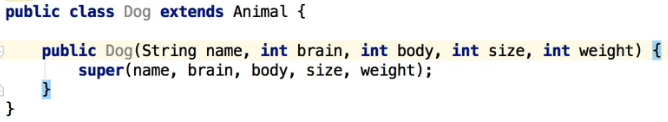 public class Dog extends Animal {
public Dog(String name, int brain, int body, int size, int weight) {
super(name, brain, body, size, weight);
}
}